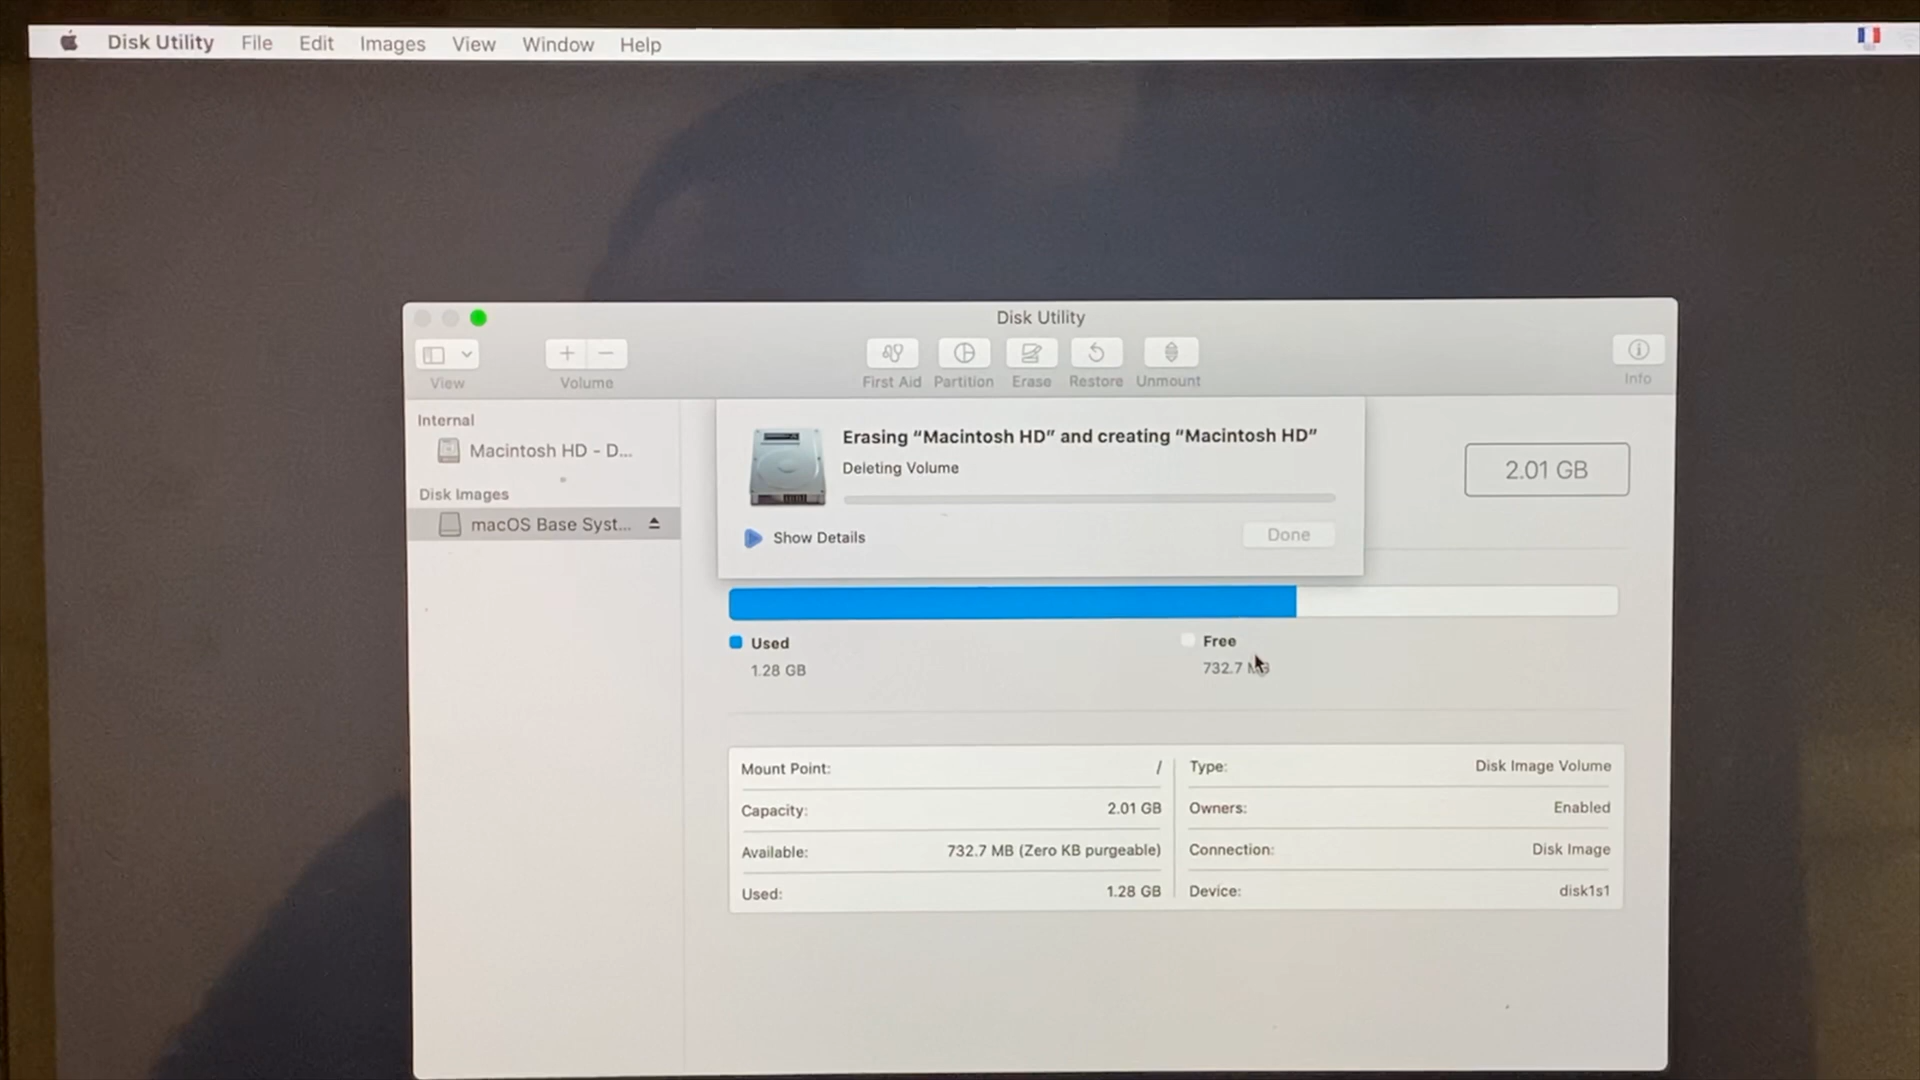 Disk Utility File Edit Images View Window Help
Disk Utility
View Volume First Aid Partition Erase Restore Unmount Info
Internal
Macintosh HD - D...
Disk Images
macOS Base Syst...
Erasing “Macintosh HD” and creating “Macintosh HD”
Deleting Volume
Show Details Done
2.01 GB
Used Free
1.28 GB 732.7 MB
Mount Point: / Type: Disk Image Volume
Capacity: 2.01 GB Owners: Enabled
Available: 732.7 MB (Zero KB purgeable) Connection: Disk Image
Used: 1.28 GB Device: disk1s1